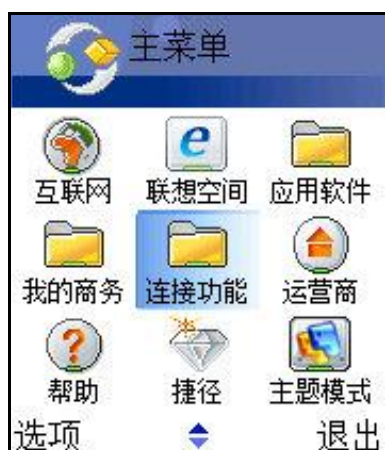 主菜单
互联网 联想空间 应用软件
我的商务 连接功能 运营商
帮助 捷径 主题模式
选项 退出